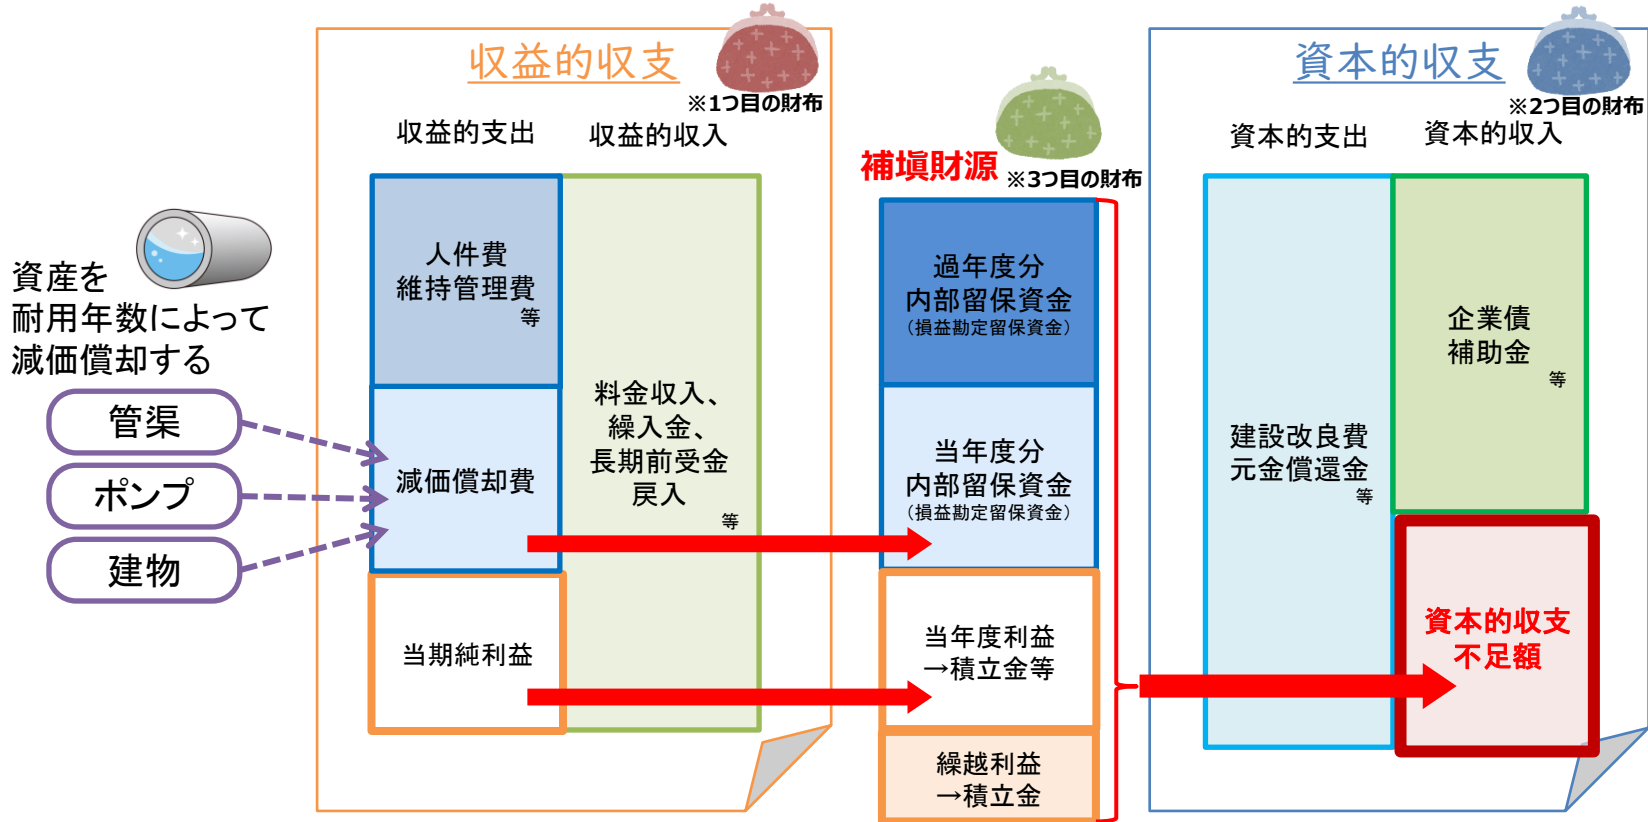 収益的収支
※1つ目の財布
収益的支出
収益的収入
人件費
維持管理費
等
減価償却費
当期純利益
料金収入、
繰入金、
長期前受金
戻入
等
資産を
耐用年数によって
減価償却する
管渠
ポンプ
建物
補塡財源
※3つ目の財布
過年度分
内部留保資金
（損益勘定留保資金）
当年度分
内部留保資金
（損益勘定留保資金）
当年度利益
→積立金等
繰越利益
→積立金
資本的収支
※2つ目の財布
資本的支出
資本的収入
建設改良費
元金償還金
等
企業債
補助金
等
資本的収支
不足額